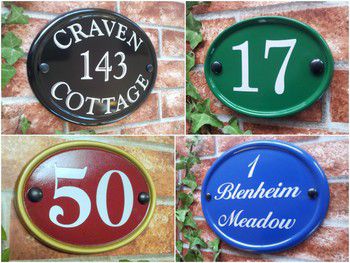 CRAVEN
143
COTTAGE
17
50
1
Blenheim
Meadow